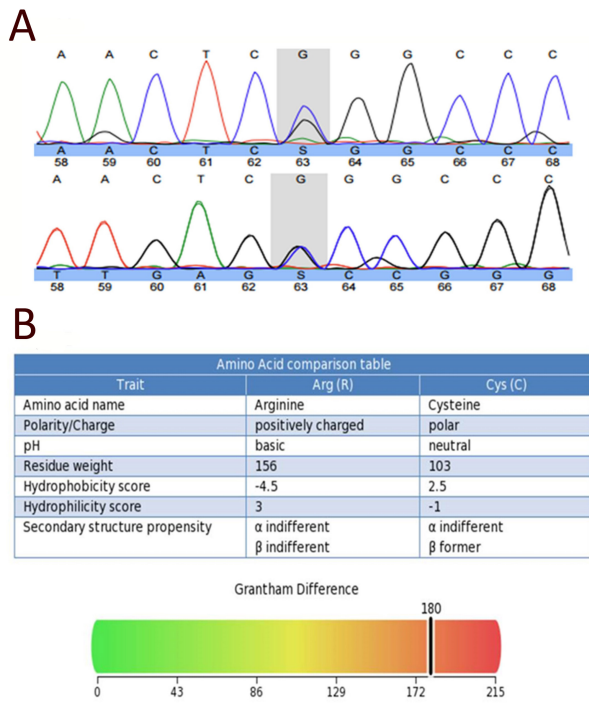 A
A A C T C G G G C C C
A A C T C S G G C C C
58 59 60 61 62 63 64 65 66 67 68
A A C T C G G G C C C
T T G A G S C C G G G
58 59 60 61 62 63 64 65 66 67 68
B
Amino Acid comparison table
Trait Arg (R) Cys (C)
Amino acid name Arginine Cysteine
Polarity/Charge positively charged polar
pH basic neutral
Residue weight 156 103
Hydrophobicity score -4.5 2.5
Hydrophilicity score 3 -1
Secondary structure propensity α indifferent α indifferent
β indifferent β former
Grantham Difference
180
0 43 86 129 172 215